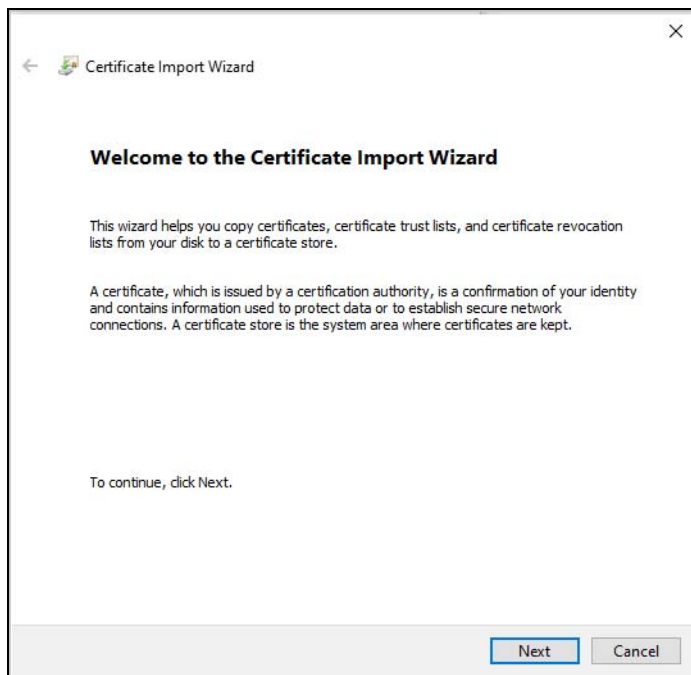 Certificate Import Wizard
Welcome to the Certificate Import Wizard
This wizard helps you copy certificates, certificate trust lists, and certificate revocation
lists from your disk to a certificate store.
A certificate, which is issued by a certification authority, is a confirmation of your identity
and contains information used to protect data or to establish secure network
connections. A certificate store is the system area where certificates are kept.
To continue, click Next.
Next Cancel